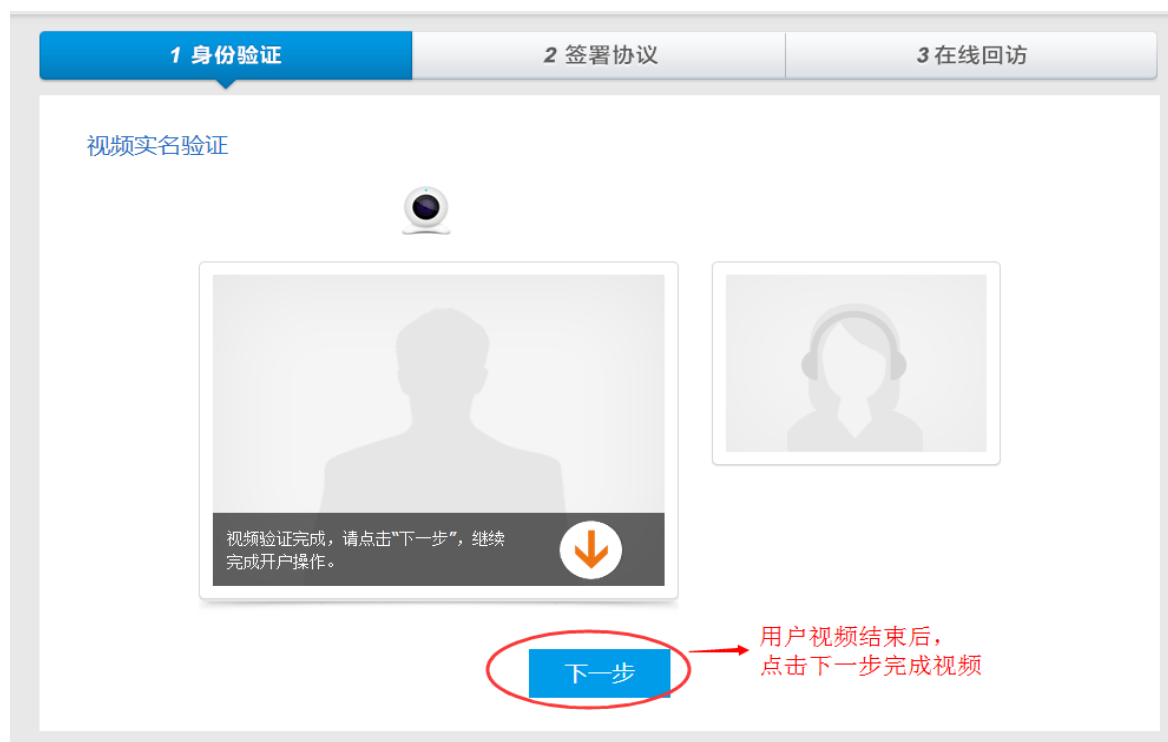 1 身份验证
2 签署协议
3 在线回访
视频实名验证
视频验证完成，请点击“下一步”，继续
完成开户操作。
下一步
用户视频结束后，
点击下一步完成视频